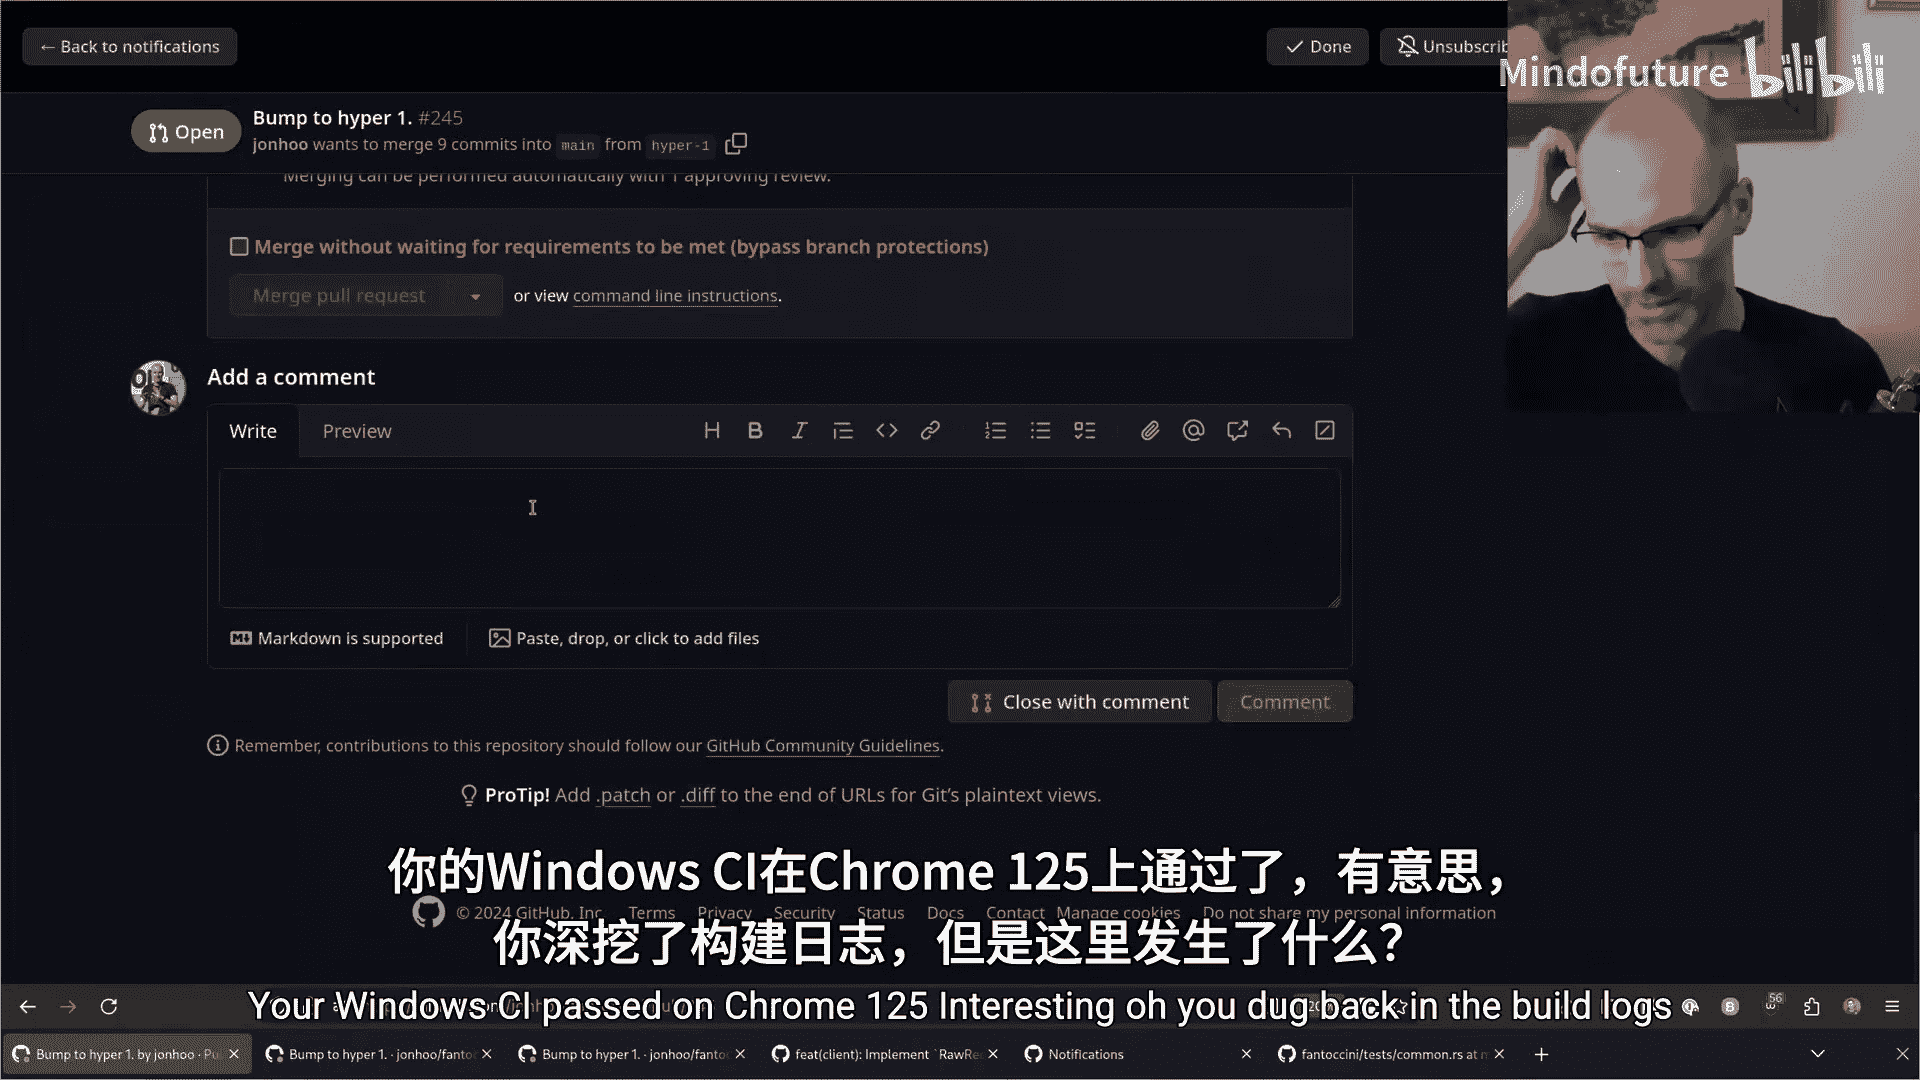 ← Back to notifications
Done
Unsubscrib
Mindofuture bilibili
Open
Bump to hyper 1. #245
jonhoo wants to merge 9 commits into main from hyper-1
Merging can be performed automatically with 1 approving review.
Merge without waiting for requirements to be met (bypass branch protections)
Merge pull request
or view command line instructions.
Add a comment
Write
Preview
Markdown is supported
Paste, drop, or click to add files
Close with comment
Comment
Remember, contributions to this repository should follow our GitHub Community Guidelines.
ProTip! Add .patch or .diff to the end of URLs for Git's plaintext views.
你的Windows CI在Chrome 125上通过了，有意思，
© 2024 GitHub, Inc. Terms Privacy Security Status Docs Contact Manage cookies Do not share my personal information
你深挖了构建日志，但是这里发生了什么？
Your Windows CI passed on Chrome 125 Interesting oh you dug back in the build logs
56
Bump to hyper 1. by jonhoo · Pu
Bump to hyper 1. · jonhoo/fanto
Bump to hyper 1. · jonhoo/fanto
feat(client): Implement `RawRe
Notifications
fantoccini/tests/common.rs at